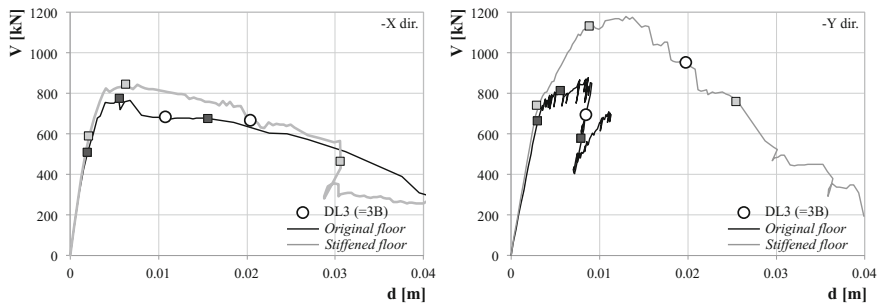 V [kN]
1200
1000
800
600
400
200
0
-X dir.
DL3 (=3B)
Original floor
Stiffened floor
0
0.01
0.02
0.03
0.04
d [m]
V [kN]
1200
1000
800
600
400
200
0
-Y dir.
DL3 (=3B)
Original floor
Stiffened floor
0
0.01
0.02
0.03
0.04
d [m]